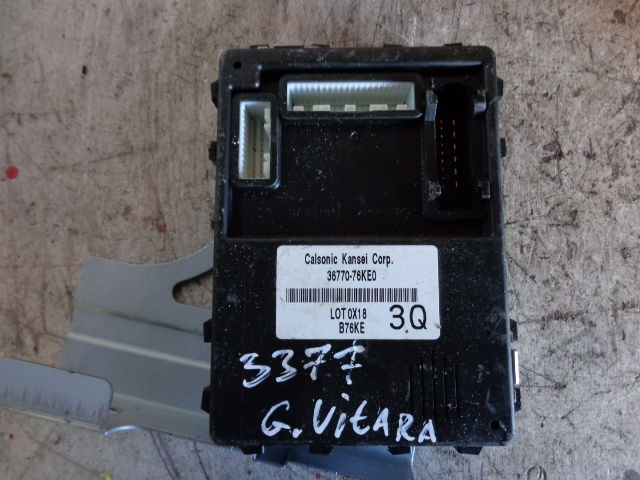 Calsonic Kansei Corp.
36770-76KE0
LOT 0X18
B76KE
3Q
3377
G. ViTARA